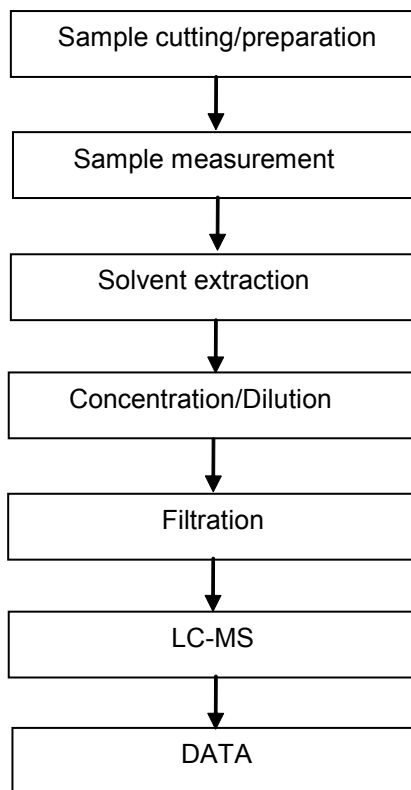 Sample cutting/preparation
Sample measurement
Solvent extraction
Concentration/Dilution
Filtration
LC-MS
DATA